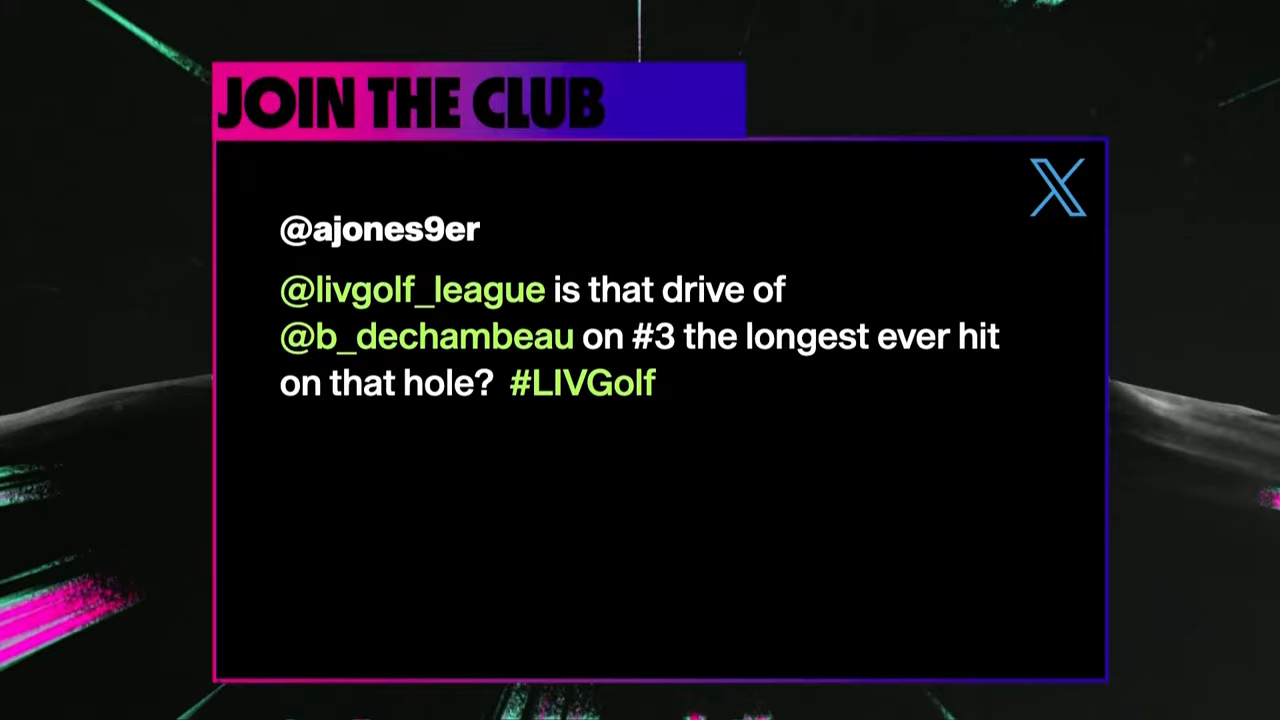 JOIN THE CLUB
@ajones9er
@livgolf_league is that drive of
@b_dechambeau on #3 the longest ever hit
on that hole? #LIVGolf